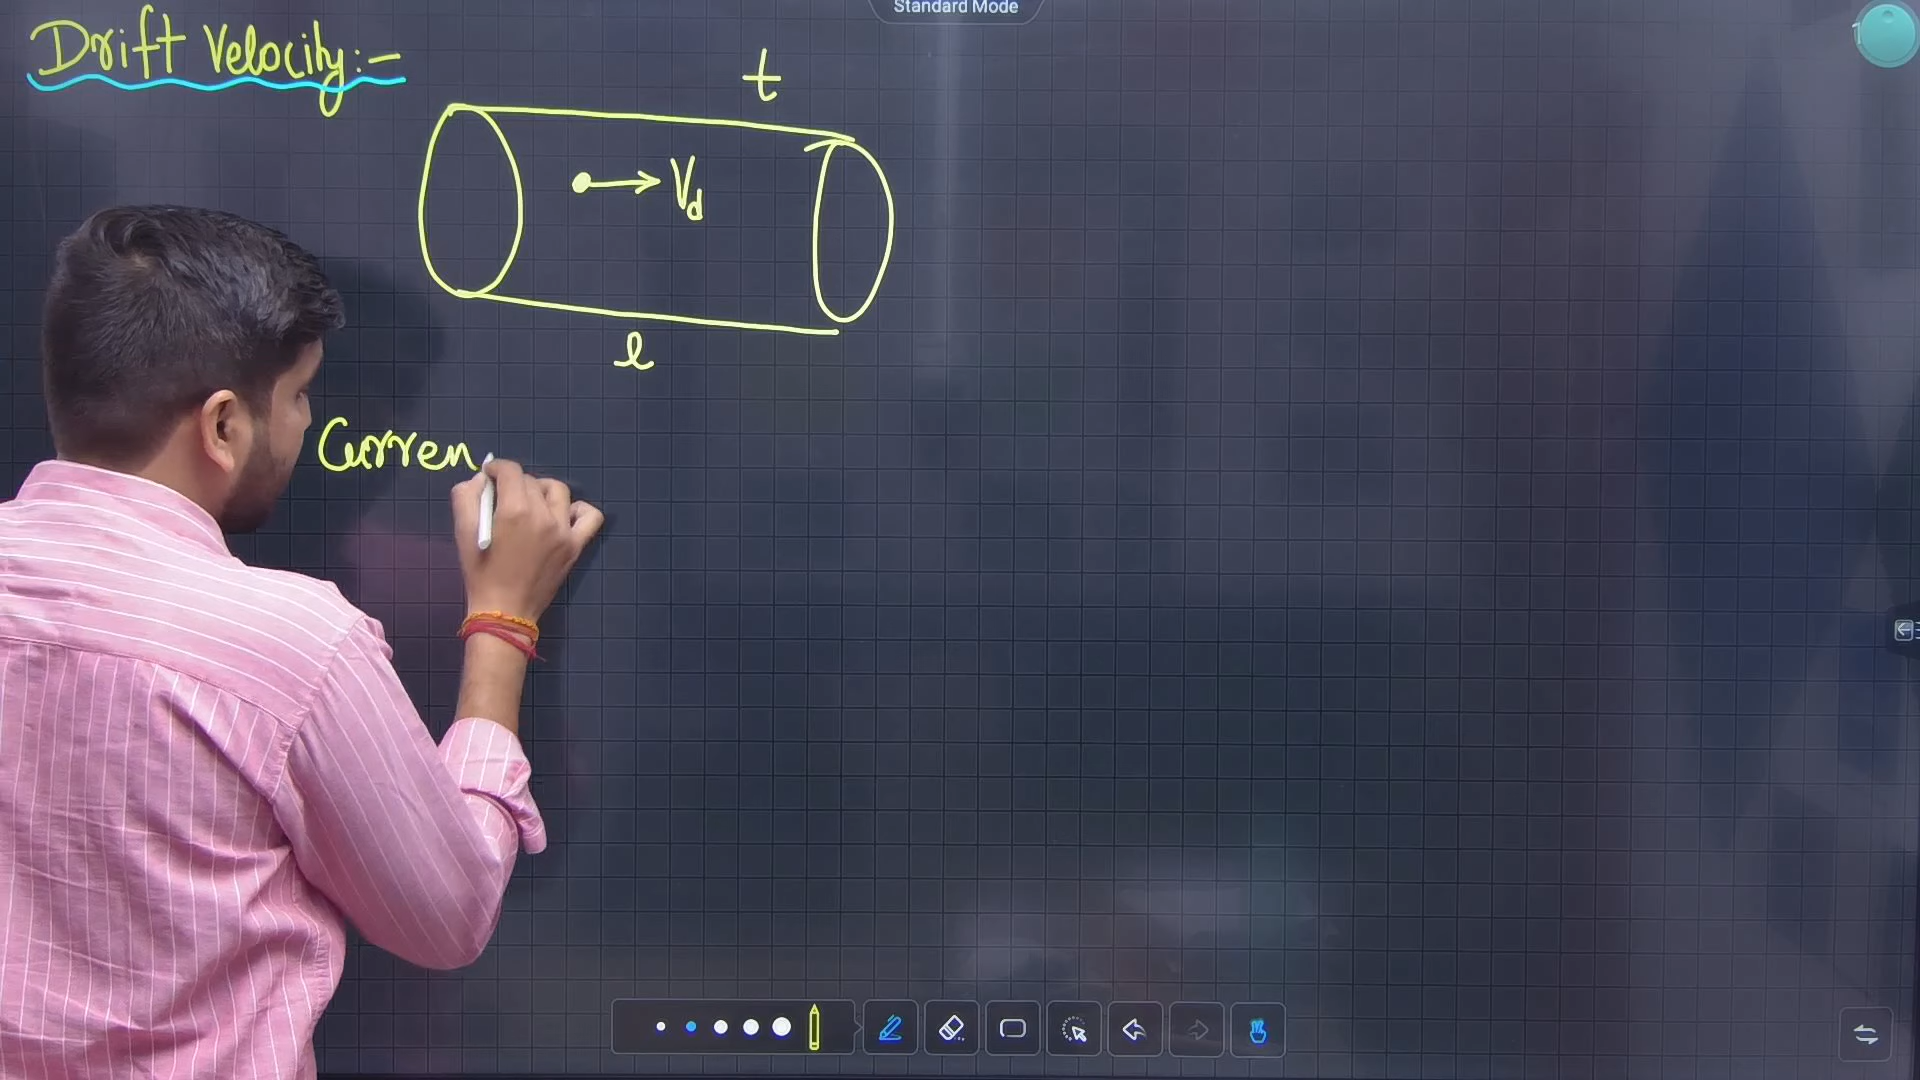 Standard Mode
Drift Velocity:-
t
Vd
l
Curren